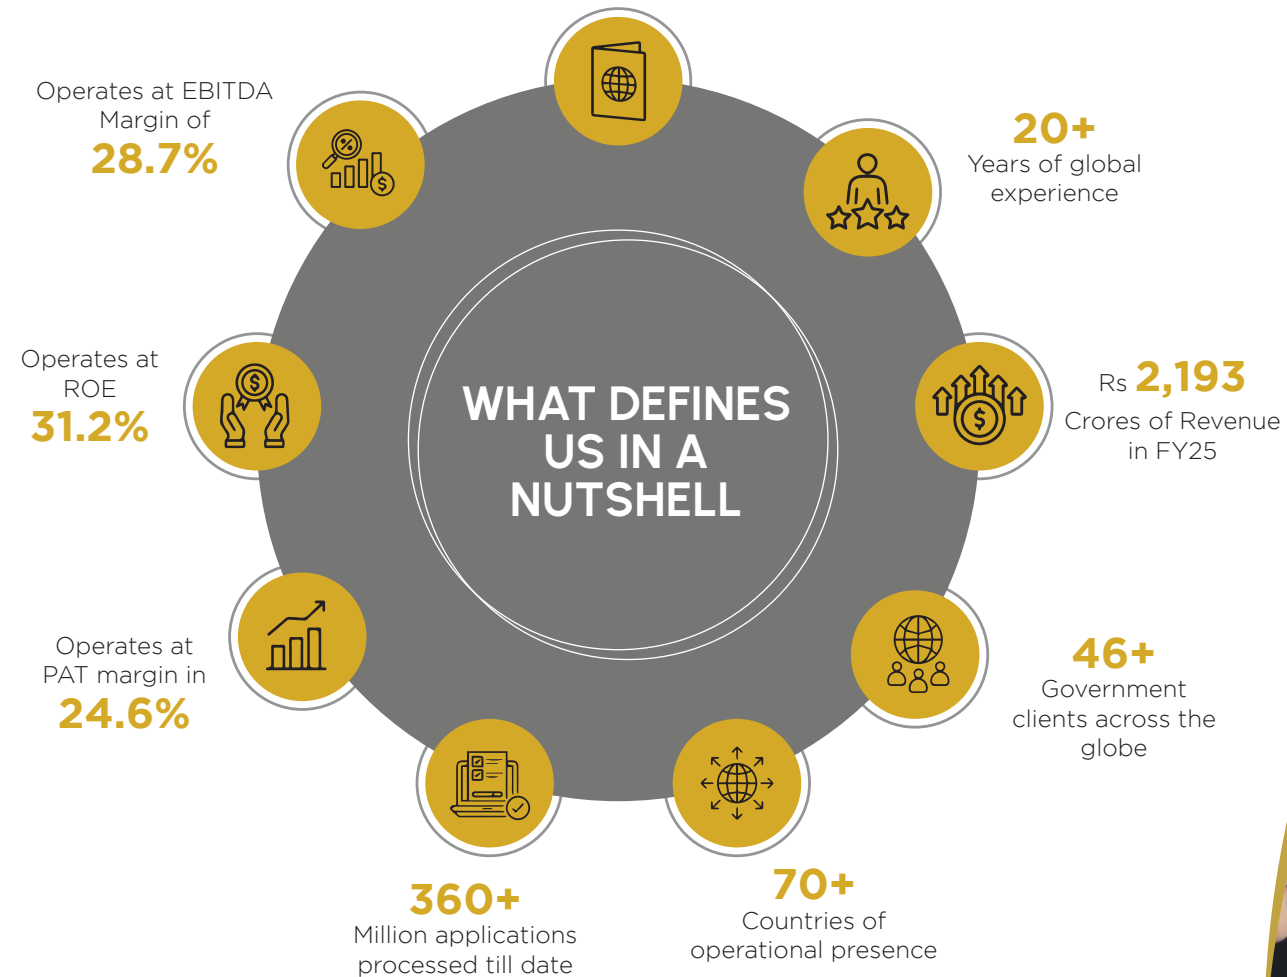 WHAT DEFINES
US IN A
NUTSHELL
20+
Years of global
experience
Rs 2,193
Crores of Revenue
in FY25
46+
Government
clients across the
globe
70+
Countries of
operational presence
360+
Million applications
processed till date
Operates at
PAT margin in
24.6%
Operates at
ROE
31.2%
Operates at EBITDA
Margin of
28.7%